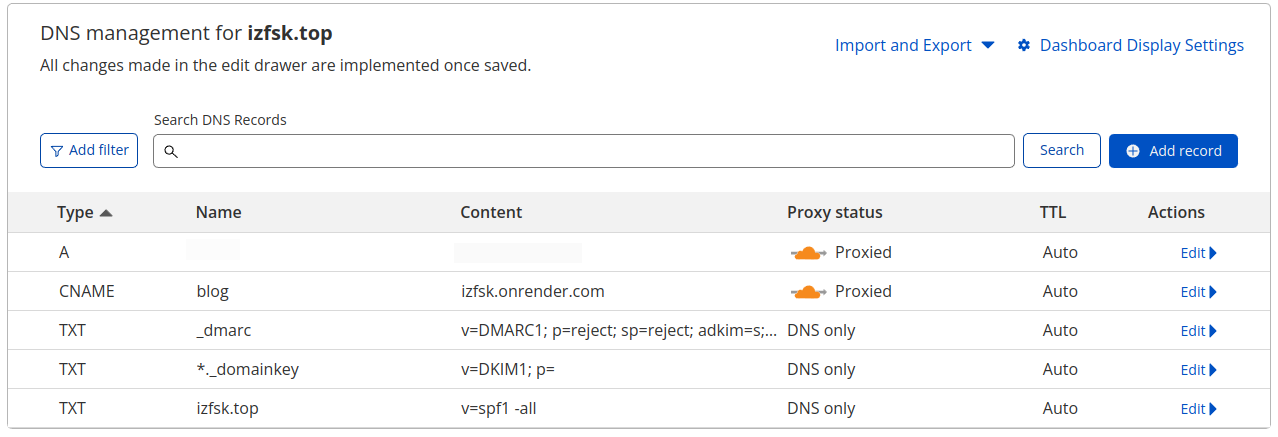 DNS management for izfsk.top
All changes made in the edit drawer are implemented once saved.
Import and Export Dashboard Display Settings
Search DNS Records
Add filter Search Add record
Type Name Content Proxy status TTL Actions
A Proxied Auto Edit
CNAME blog izfsk.onrender.com Proxied Auto Edit
TXT _dmarc v=DMARC1; p=reject; sp=reject; adkim=s;... DNS only Auto Edit
TXT *._domainkey v=DKIM1; p= DNS only Auto Edit
TXT izfsk.top v=spf1 -all DNS only Auto Edit